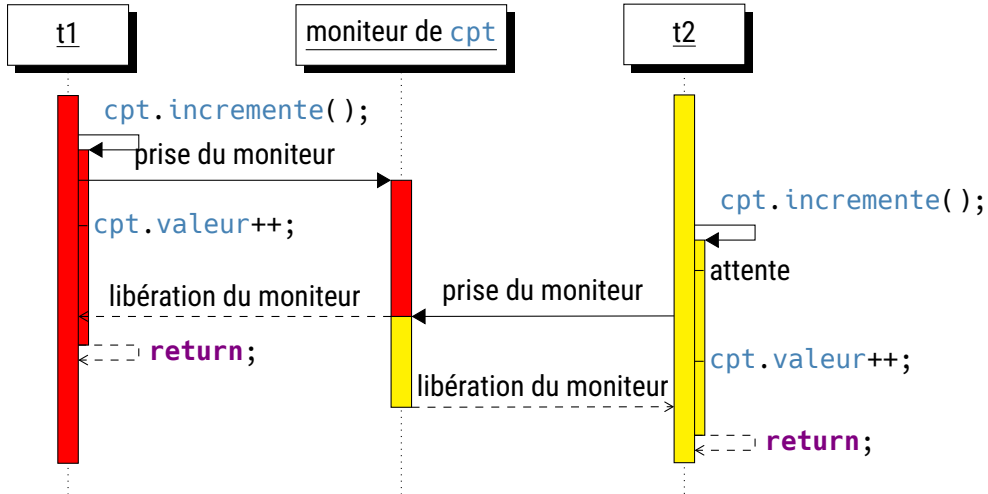 t1
moniteur de cpt
t2
cpt.incremente();
prise du moniteur
cpt.incremente();
cpt.valeur++;
attente
libération du moniteur
prise du moniteur
return;
cpt.valeur++;
libération du moniteur
return;